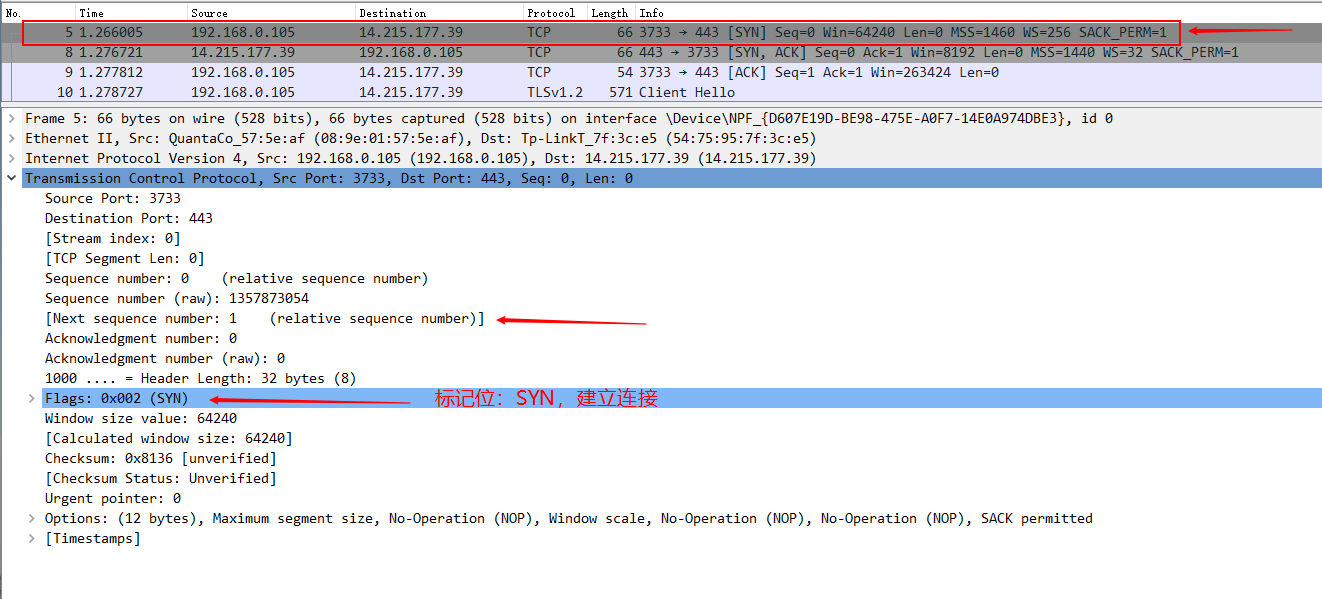 No. Time Source Destination Protocol Length Info
5 1.266005 192.168.0.105 14.215.177.39 TCP 66 3733 → 443 [SYN] Seq=0 Win=64240 Len=0 MSS=1460 WS=256 SACK_PERM=1
8 1.276721 14.215.177.39 192.168.0.105 TCP 66 443 → 3733 [SYN, ACK] Seq=0 Ack=1 Win=8192 Len=0 MSS=1440 WS=32 SACK_PERM=1
9 1.277812 192.168.0.105 14.215.177.39 TCP 54 3733 → 443 [ACK] Seq=1 Ack=1 Win=263424 Len=0
10 1.278727 192.168.0.105 14.215.177.39 TLSv1.2 571 Client Hello
Frame 5: 66 bytes on wire (528 bits), 66 bytes captured (528 bits) on interface \Device\NPF_{D607E19D-BE98-475E-A0F7-14E0A974DBE3}, id 0
Ethernet II, Src: QuantaCo_57:5e:af (08:9e:01:57:5e:af), Dst: Tp-LinkT_7f:3c:e5 (54:75:95:7f:3c:e5)
Internet Protocol Version 4, Src: 192.168.0.105 (192.168.0.105), Dst: 14.215.177.39 (14.215.177.39)
Transmission Control Protocol, Src Port: 3733, Dst Port: 443, Seq: 0, Len: 0
Source Port: 3733
Destination Port: 443
[Stream index: 0]
[TCP Segment Len: 0]
Sequence number: 0 (relative sequence number)
Sequence number (raw): 1357873054
[Next sequence number: 1 (relative sequence number)]
Acknowledgment number: 0
Acknowledgment number (raw): 0
1000 .... = Header Length: 32 bytes (8)
Flags: 0x002 (SYN) 标记位：SYN，建立连接
Window size value: 64240
[Calculated window size: 64240]
Checksum: 0x8136 [unverified]
[Checksum Status: Unverified]
Urgent pointer: 0
Options: (12 bytes), Maximum segment size, No-Operation (NOP), Window scale, No-Operation (NOP), No-Operation (NOP), SACK permitted
[Timestamps]